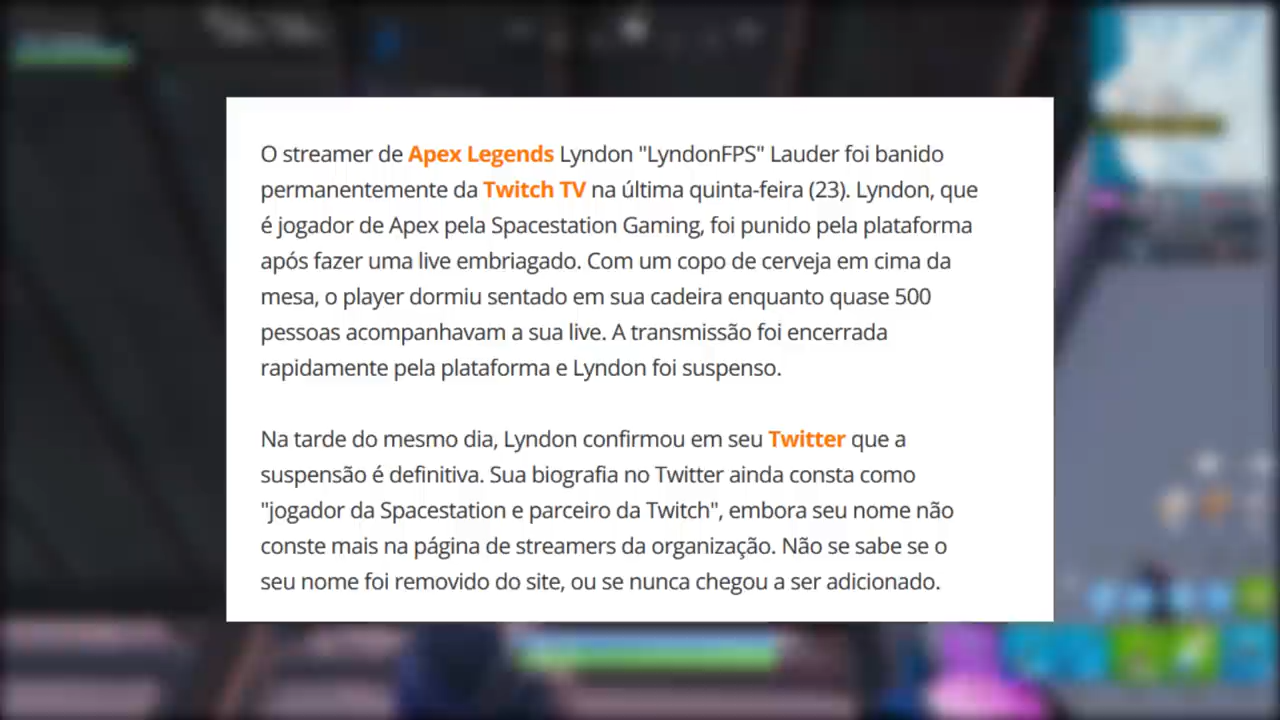 O streamer de Apex Legends Lyndon "LyndonFPS" Lauder foi banido
permanentemente da Twitch TV na última quinta-feira (23). Lyndon, que
é jogador de Apex pela Spacestation Gaming, foi punido pela plataforma
após fazer uma live embriagado. Com um copo de cerveja em cima da
mesa, o player dormiu sentado em sua cadeira enquanto quase 500
pessoas acompanhavam a sua live. A transmissão foi encerrada
rapidamente pela plataforma e Lyndon foi suspenso.
Na tarde do mesmo dia, Lyndon confirmou em seu Twitter que a
suspensão é definitiva. Sua biografia no Twitter ainda consta como
"jogador da Spacestation e parceiro da Twitch", embora seu nome não
conste mais na página de streamers da organização. Não se sabe se o
seu nome foi removido do site, ou se nunca chegou a ser adicionado.